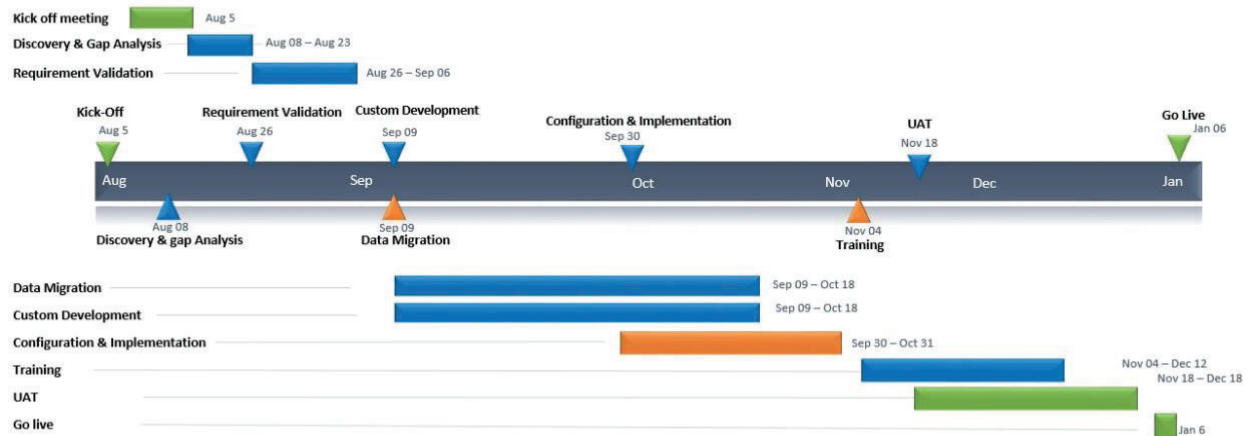 Kick off meeting
Aug 5
Discovery & Gap Analysis
Aug 08 – Aug 23
Requirement Validation
Aug 26 – Sep 06
Kick-Off
Aug 5
Requirement Validation
Aug 26
Custom Development
Sep 09
Configuration & Implementation
Sep 30
UAT
Nov 18
Go Live
Jan 06
Aug Sep Oct Nov Dec Jan
Aug 08
Discovery & gap Analysis
Sep 09
Data Migration
Nov 04
Training
Data Migration
Sep 09 – Oct 18
Custom Development
Sep 09 – Oct 18
Configuration & Implementation
Sep 30 – Oct 31
Training
Nov 04 – Dec 12
UAT
Nov 18 – Dec 18
Go live
Jan 6